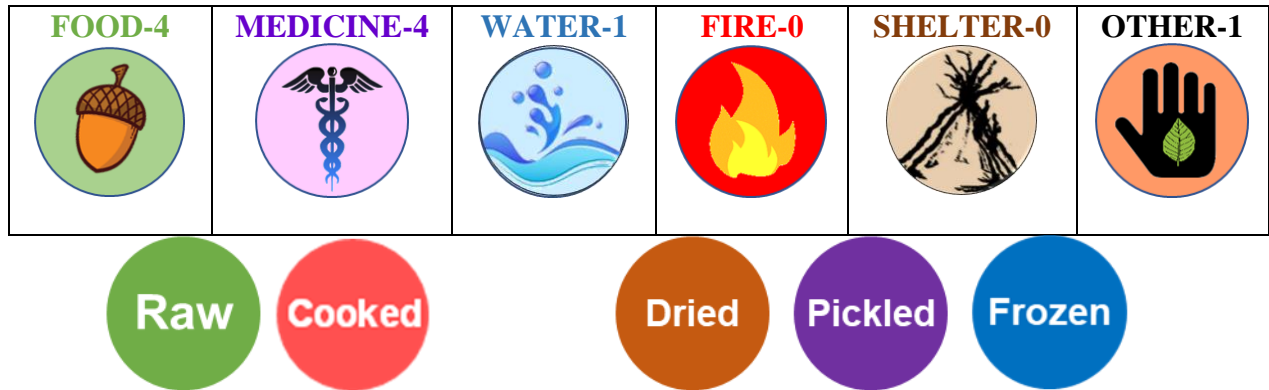 FOOD-4 MEDICINE-4 WATER-1 FIRE-0 SHELTER-0 OTHER-1
Raw Cooked Dried Pickled Frozen